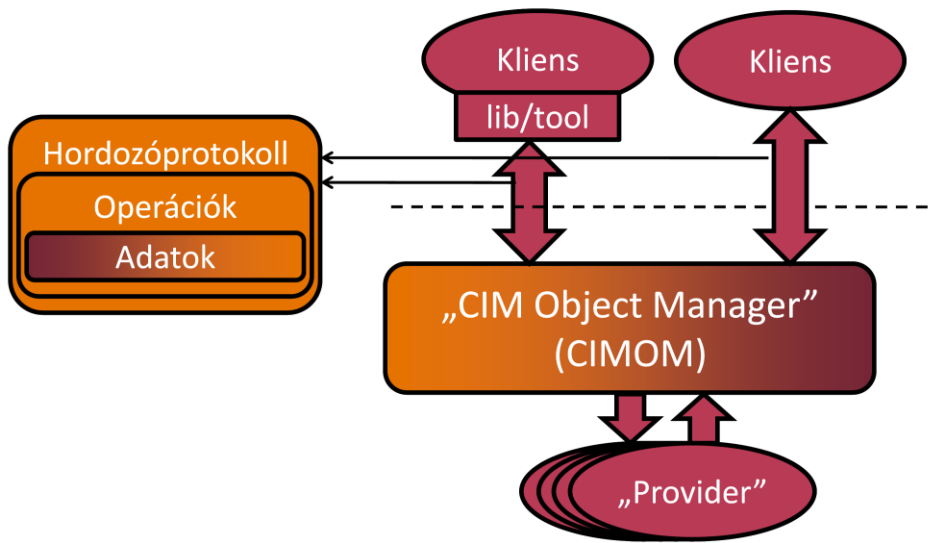 Kliens
lib/tool
Kliens
Hordozóprotokoll
Operációk
Adatok
„CIM Object Manager”
(CIMOM)
„Provider”